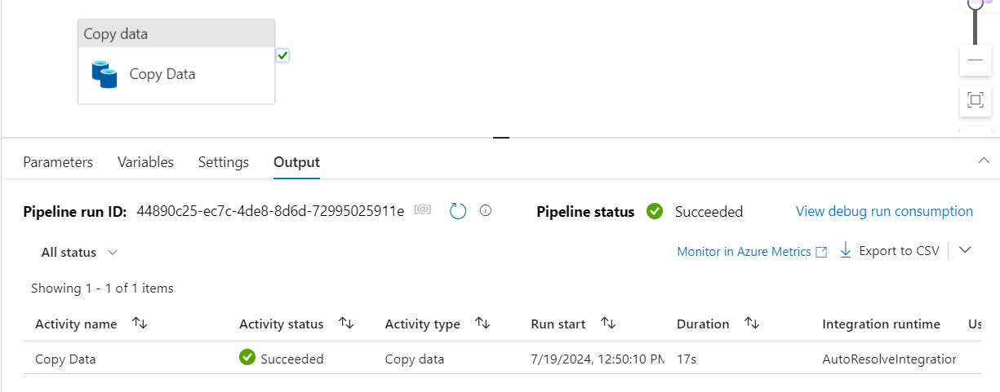 Copy data
Copy Data
Parameters Variables Settings Output
Pipeline run ID: 44890c25-ec7c-4de8-8d6d-72995025911e [@] Pipeline status Succeeded View debug run consumption
All status Monitor in Azure Metrics Export to CSV
Showing 1 - 1 of 1 items
Activity name Activity status Activity type Run start Duration Integration runtime Us
Copy Data Succeeded Copy data 7/19/2024, 12:50:10 PM 17s AutoResolveIntegration